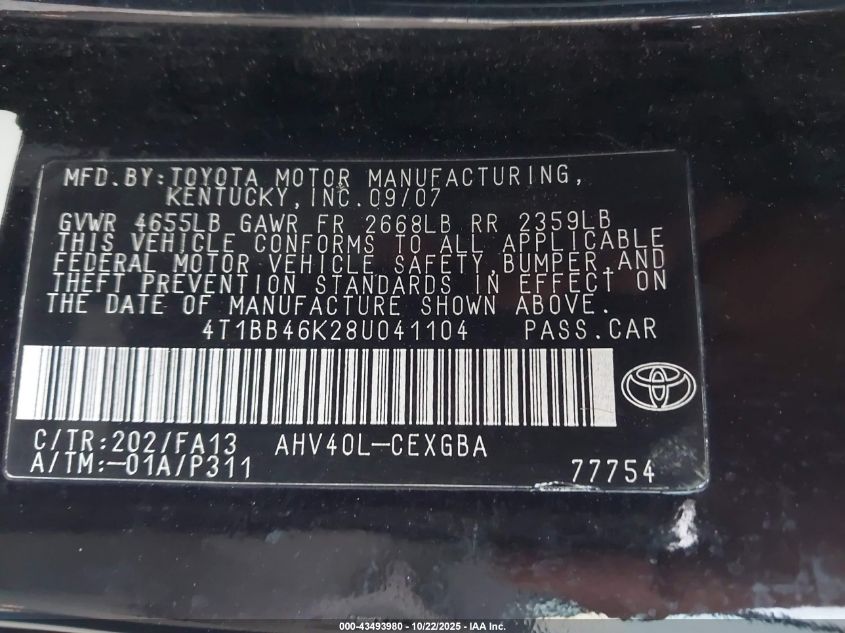 MFD.BY:TOYOTA MOTOR MANUFACTURING,
KENTUCKY,INC.09/07
GVWR 4655LB GAWR FR 2668LB RR 2359LB
THIS VEHICLE CONFORMS TO ALL APPLICABLE
FEDERAL MOTOR VEHICLE SAFETY,BUMPER,AND
THEFT PREVENTION STANDARDS IN EFFECT ON
THE DATE OF MANUFACTURE SHOWN ABOVE.
4T1BB46K28U041104 PASS.CAR
C/TR:202/FA13 AHV40L-CEXGBA
A/TM:-01A/P311 77754
000-43493980 - 10/22/2025 - IAA Inc.